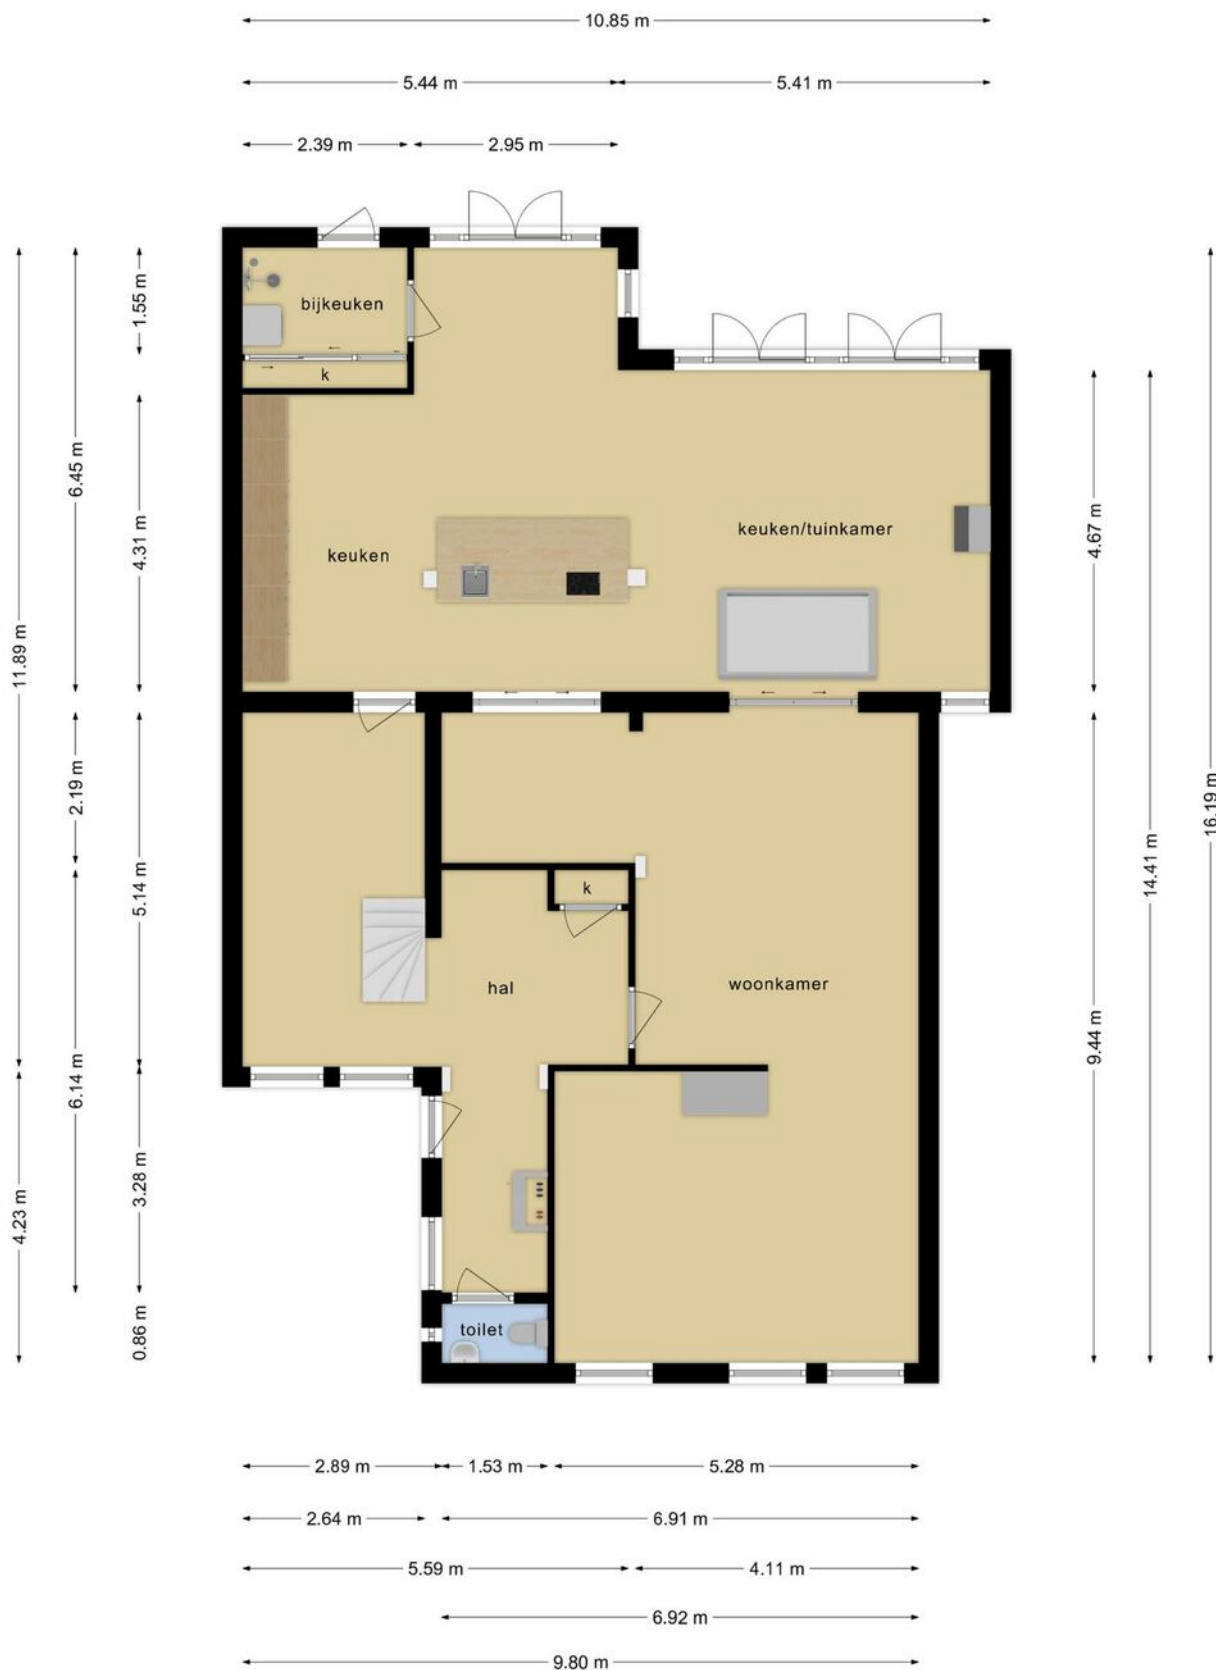 10.85 m
5.44 m
5.41 m
2.39 m
2.95 m
bijkeuken
1.55 m
k
6.45 m
4.31 m
keuken
keuken/tuinkamer
4.67 m
11.89 m
2.19 m
5.14 m
k
hal
woonkamer
14.41 m
16.19 m
9.44 m
6.14 m
3.28 m
4.23 m
0.86 m
toilet
2.89 m
1.53 m
5.28 m
2.64 m
6.91 m
5.59 m
4.11 m
6.92 m
9.80 m